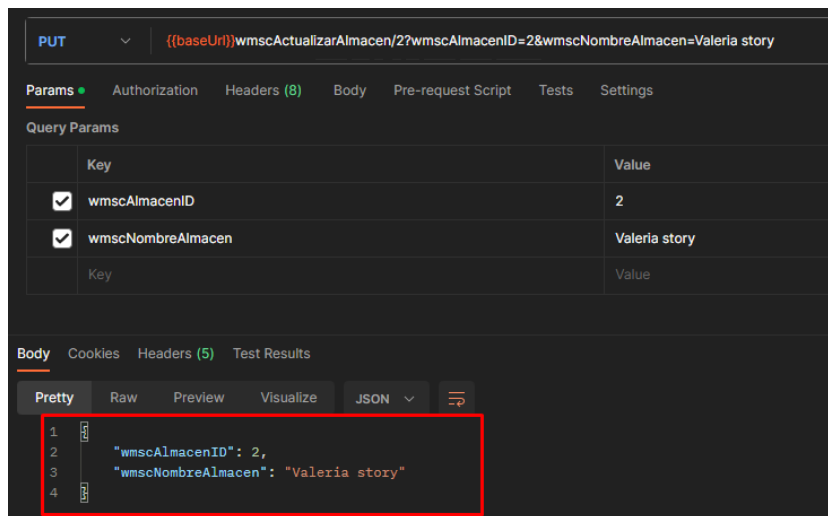 PUT {{baseUrl}}wmscActualizarAlmacen/2?wmscAlmacenID=2&wmscNombreAlmacen=Valeria story
Params Authorization Headers (8) Body Pre-request Script Tests Settings
Query Params
Key Value
wmscAlmacenID 2
wmscNombreAlmacen Valeria story
Key Value
Body Cookies Headers (5) Test Results
Pretty Raw Preview Visualize JSON
1 {
2 "wmscAlmacenID": 2,
3 "wmscNombreAlmacen": "Valeria story"
4 }